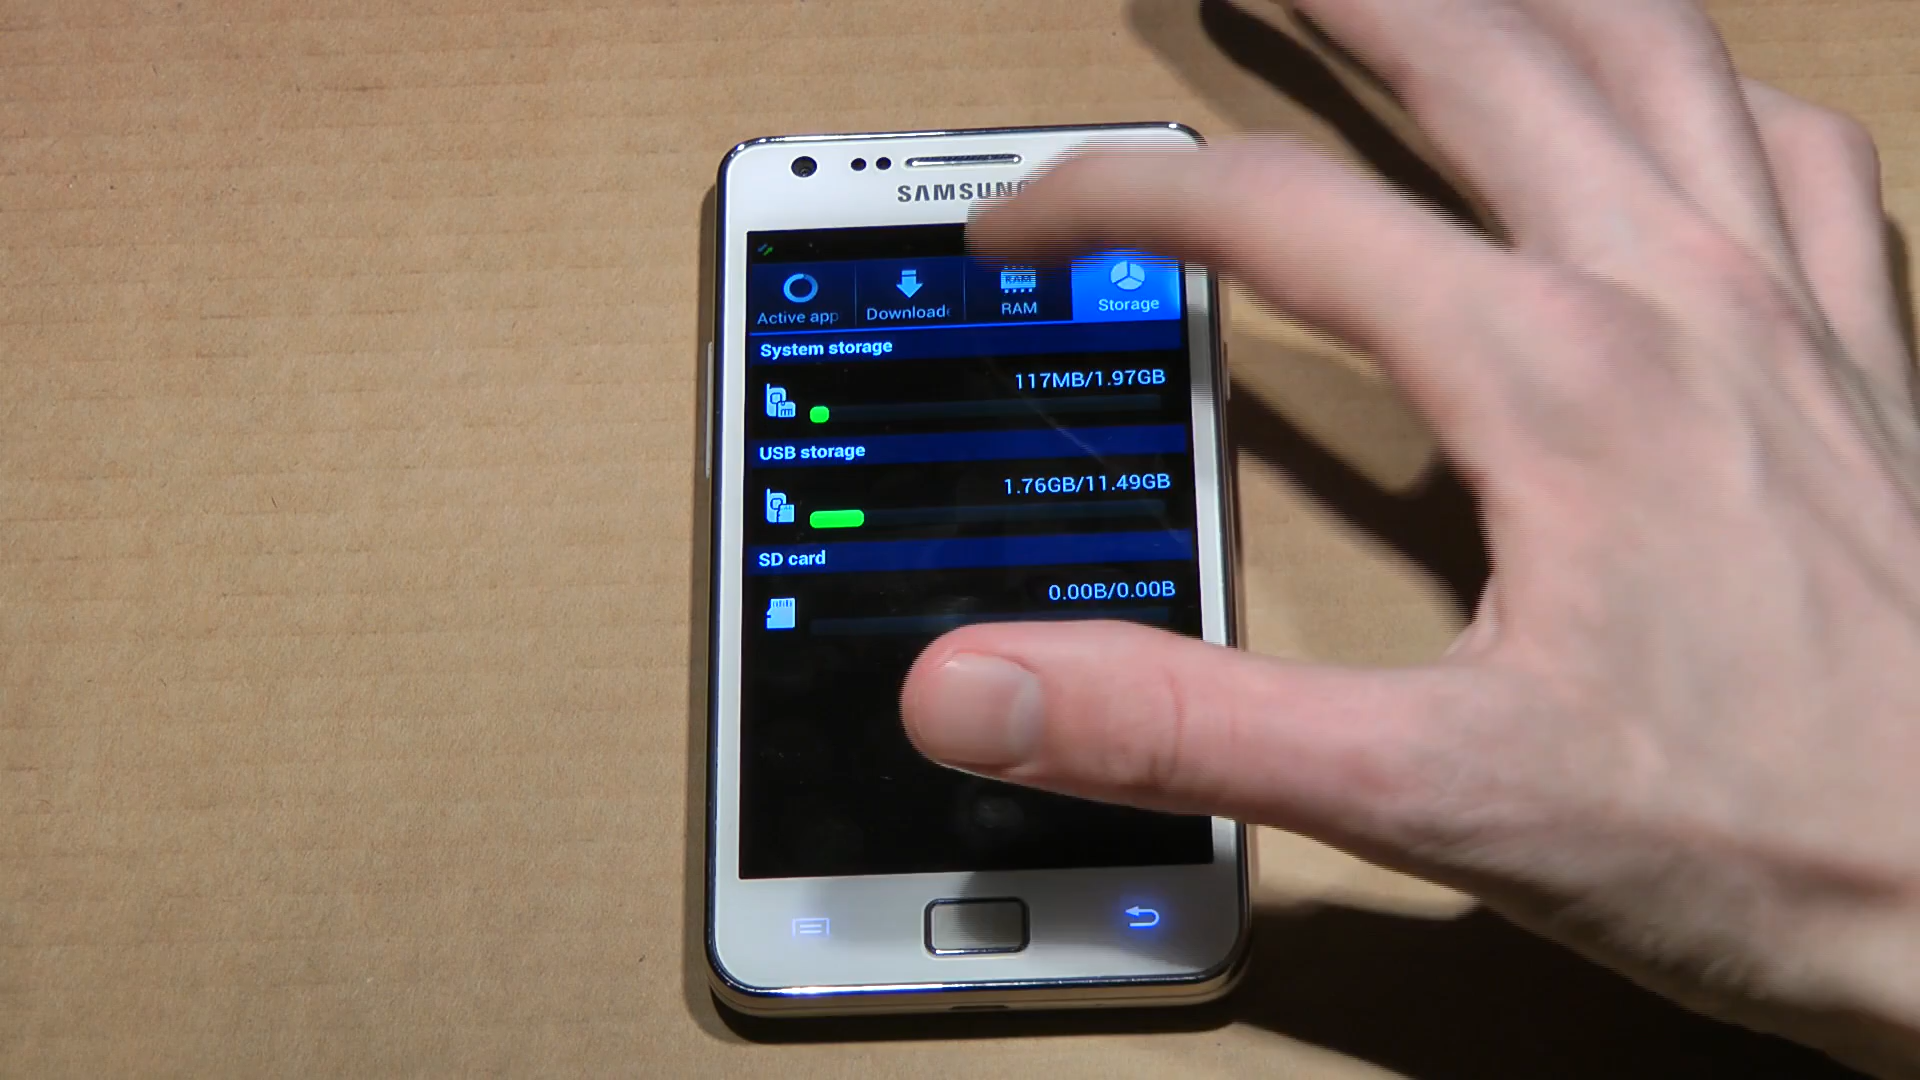 SAMSUNG
Active app
Download
RAM
RAM
Storage
System storage
117MB/1.97GB
USB storage
1.76GB/11.49GB
SD card
0.00B/0.00B